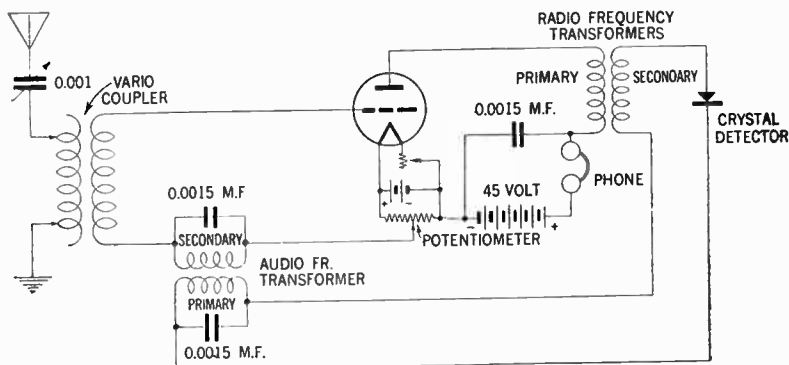 RADIO FREQUENCY
TRANSFORMERS
0.001
VARIO
COUPLER
PRIMARY
SECONDARY
0.0015 M.F.
CRYSTAL
DETECTOR
PHONE
0.0015 M.F
45 VOLT
+
-
-
+
SECONDARY
POTENTIOMETER
AUDIO FR.
TRANSFORMER
PRIMARY
0.0015 M.F.